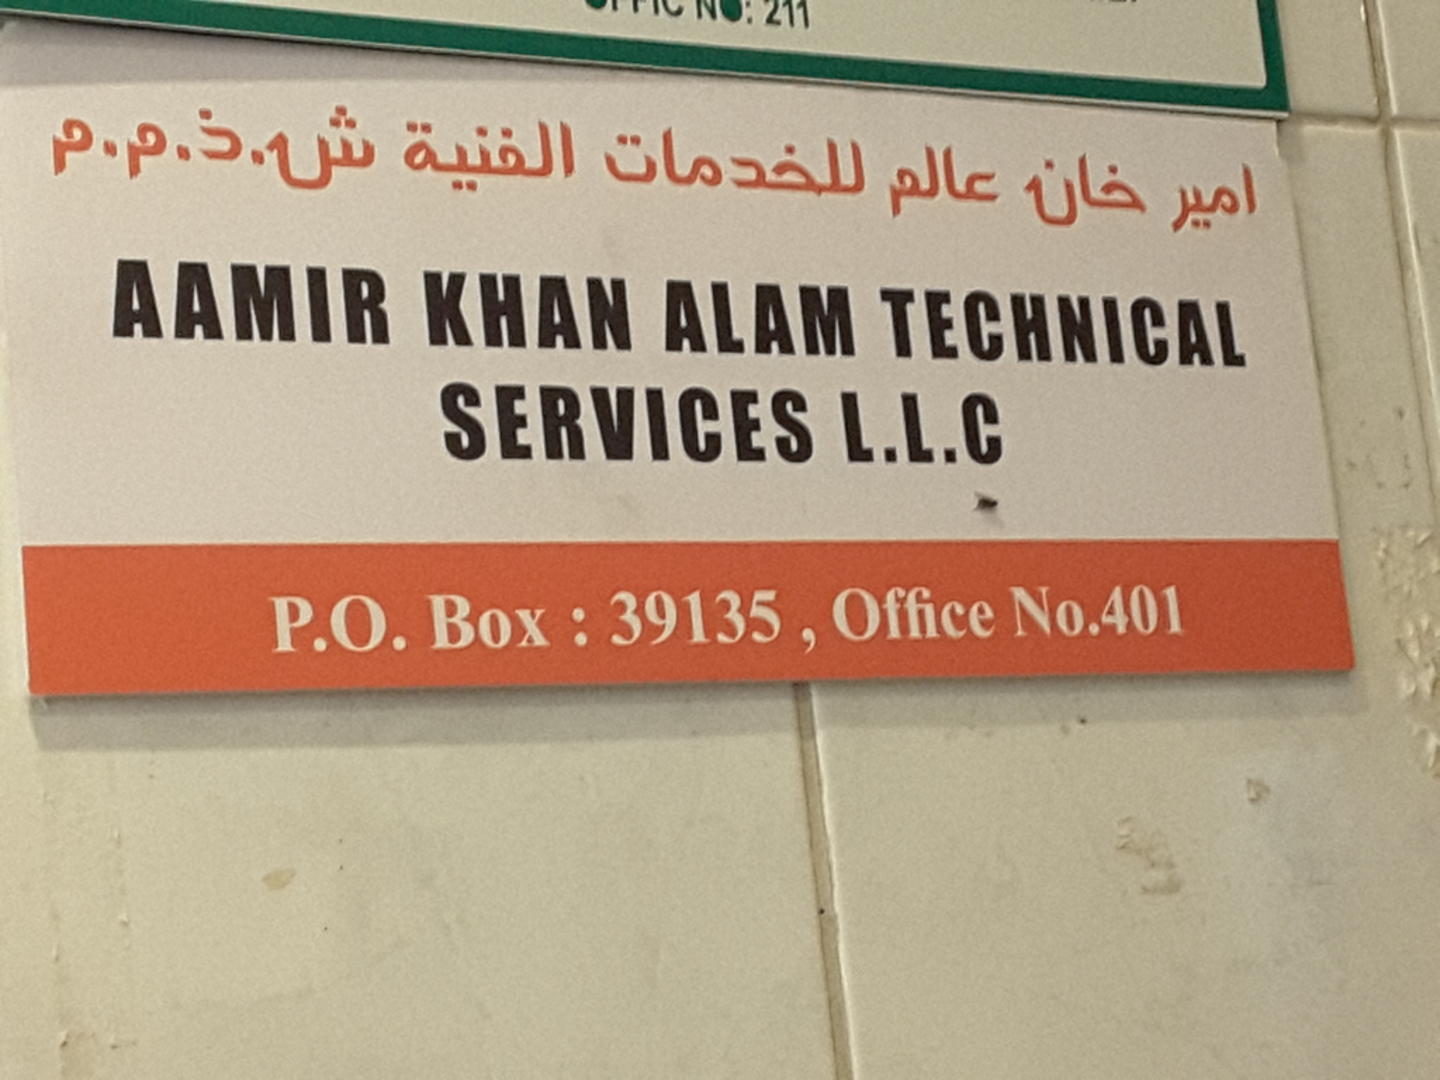 OFFIC NO: 211
امير خان عالم للخدمات الفنية ش.ذ.م.م
AAMIR KHAN ALAM TECHNICAL
SERVICES L.L.C
P.O. Box : 39135 , Office No.401